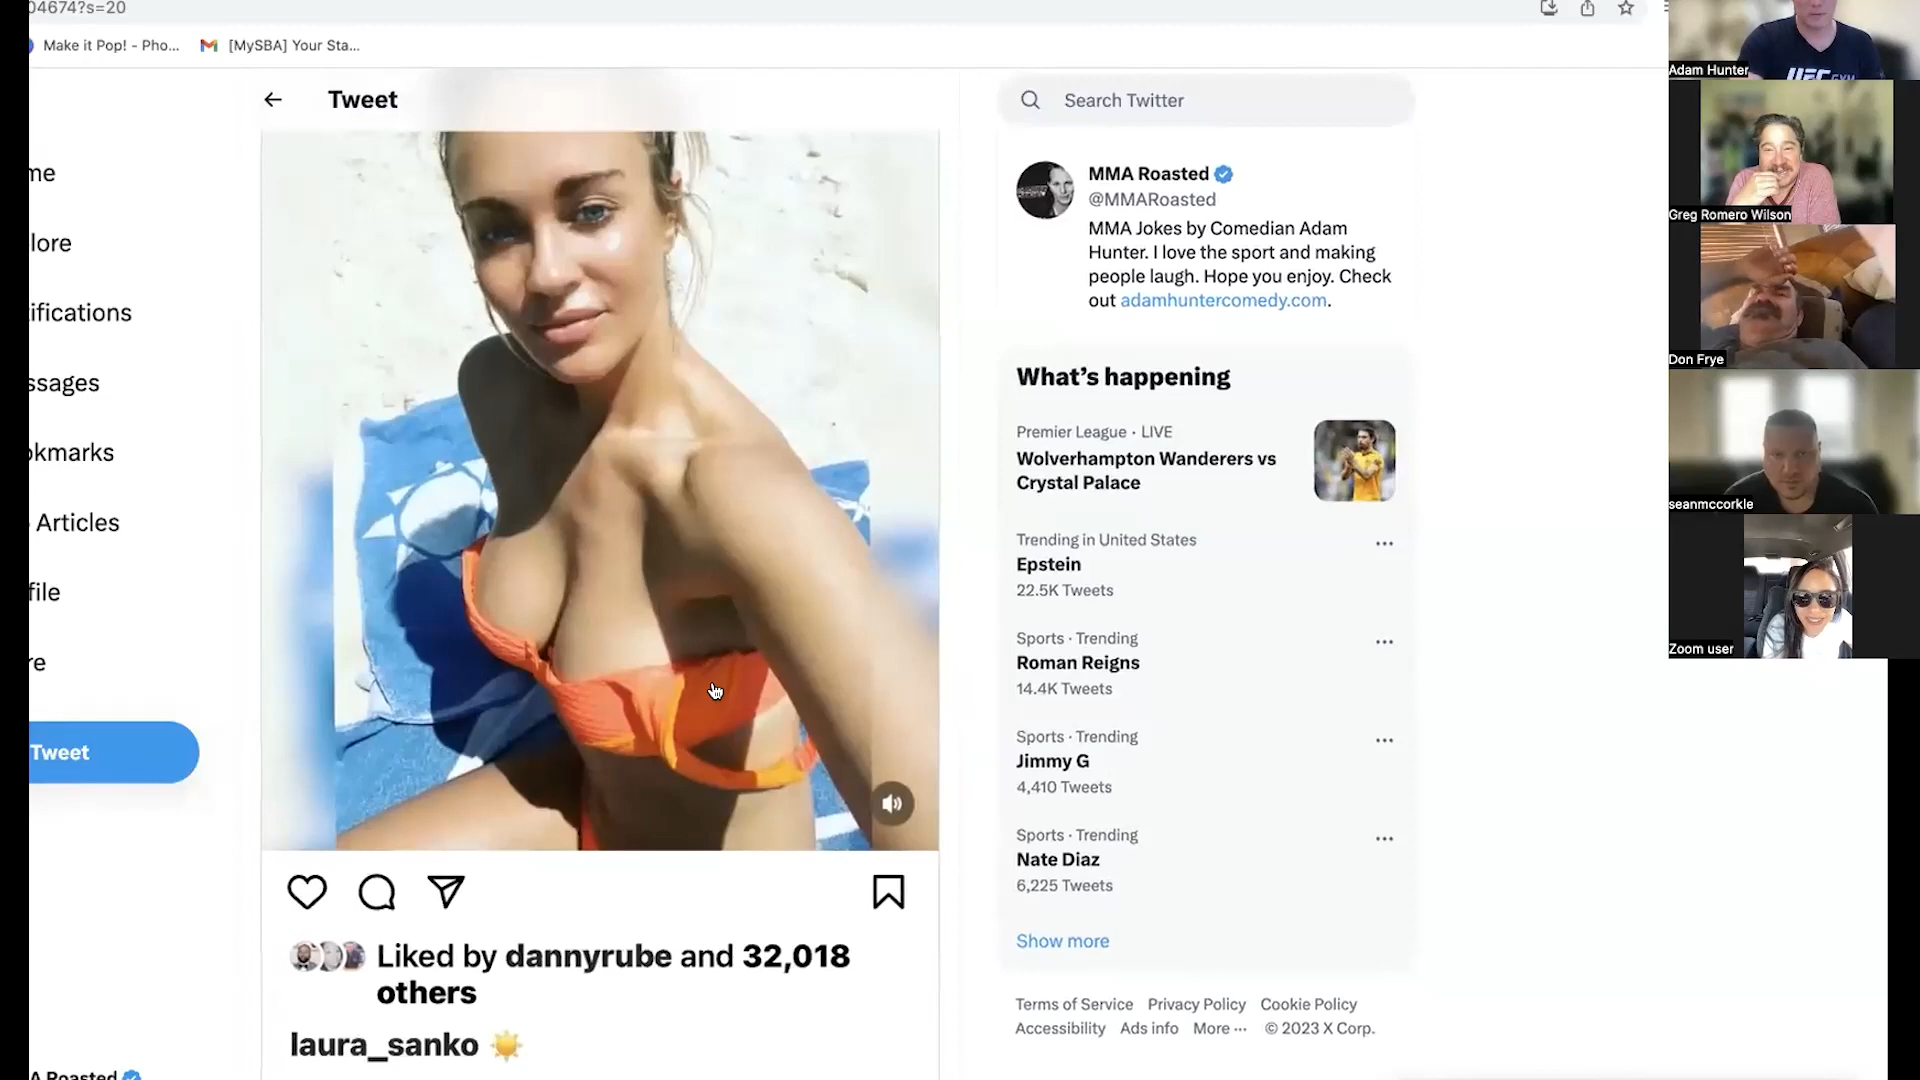 04674?s=20
Make it Pop! - Pho...
[MySBA] Your Sta...
Tweet
me
lore
ifications
ssages
okmarks
Articles
file
re
Tweet
A Roasted
Liked by dannyrube and 32,018
others
laura_sanko
Search Twitter
MMA Roasted
@MMARoasted
MMA Jokes by Comedian Adam
Hunter. I love the sport and making
people laugh. Hope you enjoy. Check
out adamhuntercomedy.com.
What's happening
Premier League · LIVE
Wolverhampton Wanderers vs
Crystal Palace
Trending in United States
Epstein
22.5K Tweets
Sports · Trending
Roman Reigns
14.4K Tweets
Sports · Trending
Jimmy G
4,410 Tweets
Sports · Trending
Nate Diaz
6,225 Tweets
Show more
Terms of Service Privacy Policy Cookie Policy
Accessibility Ads info More ··· © 2023 X Corp.
UFC GYM
Adam Hunter
Greg Romero Wilson
Don Frye
seanmccorkle
Zoom user